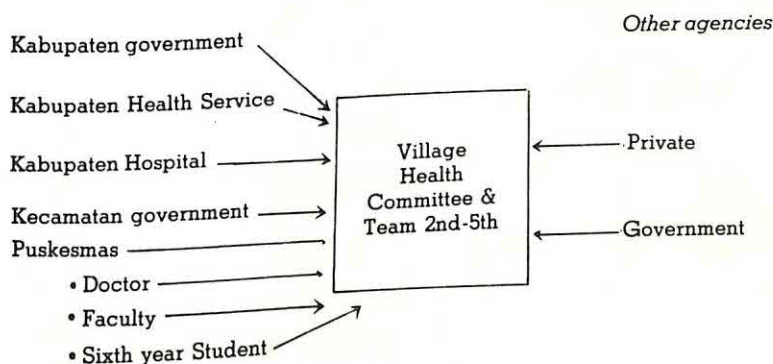 Other agencies
Kabupaten government
Kabupaten Health Service
Kabupaten Hospital
Kecamatan government
Puskesmas
• Doctor
• Faculty
• Sixth year Student
Village
Health
Committee &
Team 2nd-5th
Private
Government